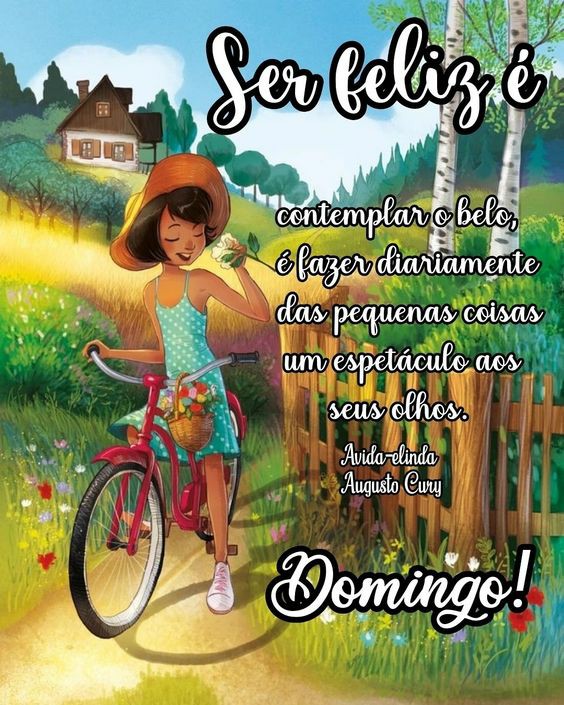 Ser feliz é
contemplar o belo,
é fazer diariamente
das pequenas coisas
um espetáculo aos
seus olhos.
Avida-elinda
Augusto Cury
Domingo!